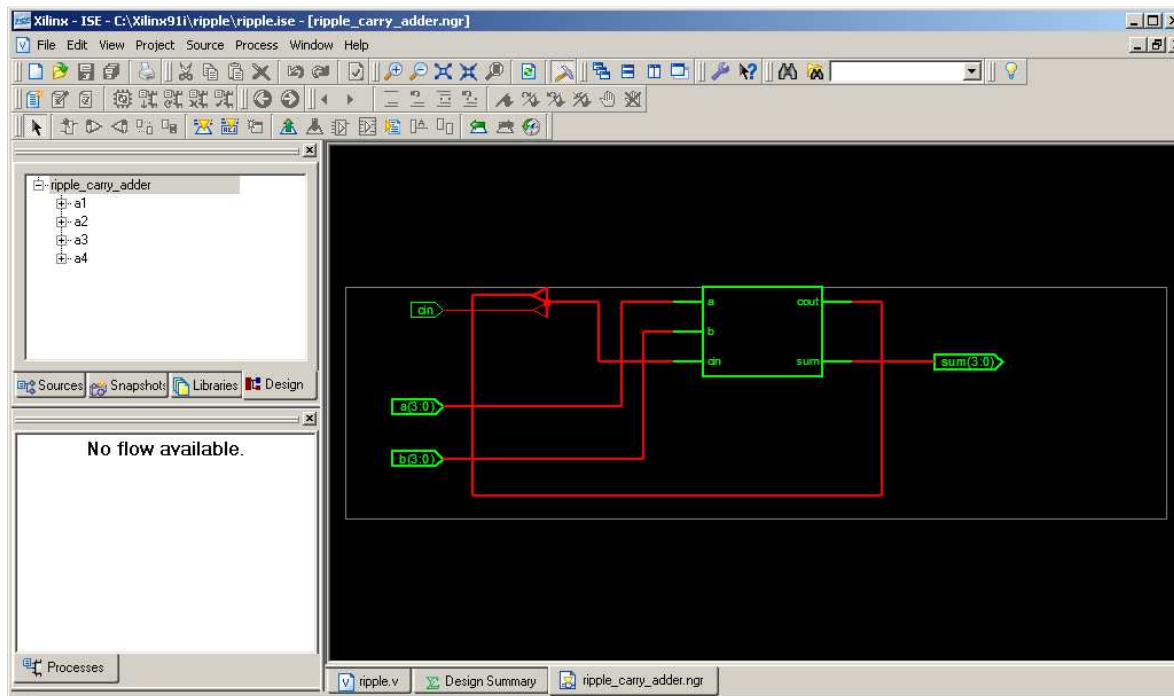 Xilinx - ISE - C:\Xilinx91i\ripple\ripple.ise - [ripple_carry_adder.ngr]
File Edit View Project Source Process Window Help
ripple_carry_adder
a1
a2
a3
a4
Sources Snapshots Libraries Design
No flow available.
Processes
cin
a(3:0)
b(3:0)
a cout
b
cin sum
sum(3:0)
ripple.v Design Summary ripple_carry_adder.ngr